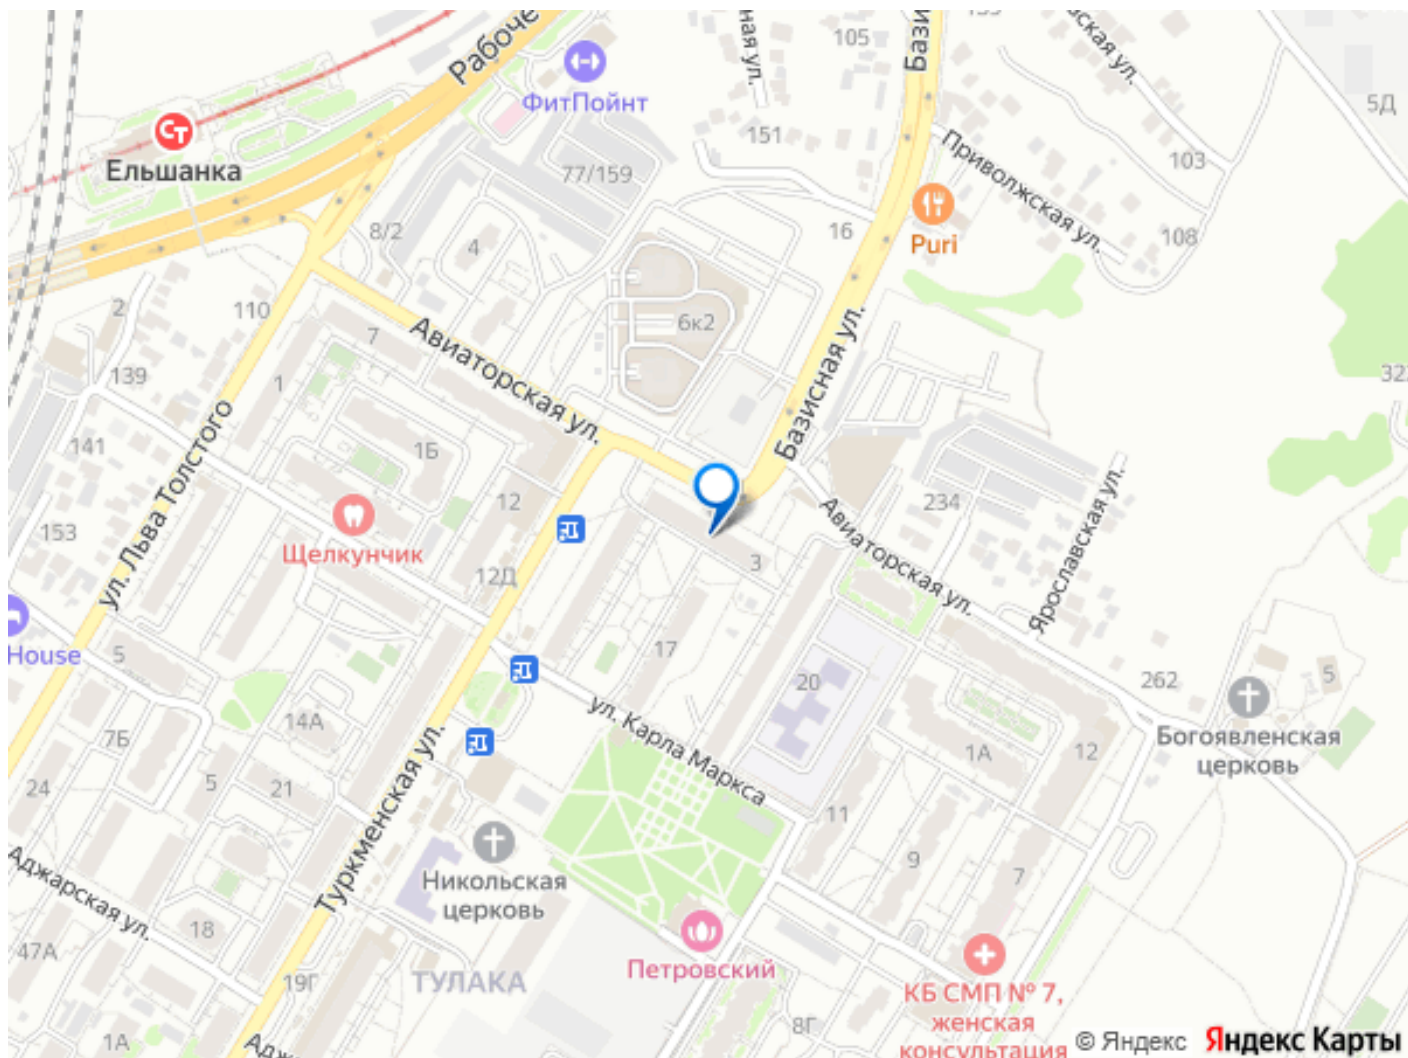 Рабоче
ФитПойнт
ная ул.
105
Бази
ская ул.
5Д
Ельшанка
77/159
151
Приволжская ул.
103
8/2
4
16
Puri
108
2
110
7
6к2
Авиаторская ул.
Базисная ул.
139
1
ул. Льва Толстого
141
1Б
12
234
153
Щелкунчик
3
Авиаторская ул.
Ярославская ул.
12Д
House
5
17
20
262
5
ул. Карла Маркса
Богоявленская
церковь
7Б
14А
1А
12
24
5
21
Туркменская ул.
11
9
7
Аджарская ул.
Никольская
церковь
18
47А
19Г
ТУЛАКА
Петровский
КБ СМП № 7,
женская
консультация
8Г
1А
© Яндекс
Яндекс Карты